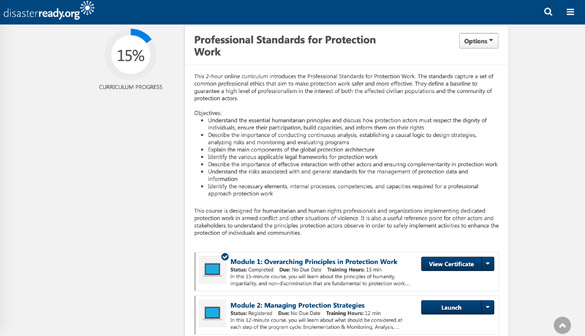 disasterready.org
15%
CURRICULUM PROGRESS
Professional Standards for Protection
Work
Options
This 2-hour online curriculum introduces the Professional Standards for Protection Work. The standards capture a set of
common professional ethics that aim to make protection work safer and more effective. They define a baseline to
guarantee a high level of professionalism in the interest of both the affected civilian populations and the community of
protection actors.
Objectives:
• Understand the essential humanitarian principles and discuss how protection actors must respect the dignity of
individuals, ensure their participation, build capacities, and inform them on their rights
• Describe the importance of conducting continuous analysis, establishing a causal logic to design strategies,
analyzing risks and monitoring and evaluating programs
• Explain the main components of the global protection architecture
• Identify the various applicable legal frameworks for protection work
• Describe the importance of effective interaction with other actors and ensuring complementarity in protection work
• Understand the risks associated with and general standards for the management of protection data and
information
• Identify the necessary elements, internal processes, competencies, and capacities required for a professional
approach protection work
This course is designed for humanitarian and human rights professionals and organizations implementing dedicated
protection work in armed conflict and other situations of violence. It is also a useful reference point for other actors and
stakeholders to understand the principles protection actors observe in order to safely implement activities to enhance the
protection of individuals and communities.
Module 1: Overarching Principles in Protection Work
Status: Completed Due: No Due Date Training Hours: 15 min
In this 15-minute course, you will learn about the principles of humanity,
impartiality, and non-discrimination that are fundamental to protection work...
View Certificate
Module 2: Managing Protection Strategies
Status: Registered Due: No Due Date Training Hours: 12 min
In this 12-minute course, you will learn about what should be considered at
each step of the program cycle: Implementation & Monitoring, Analysis, ...
Launch